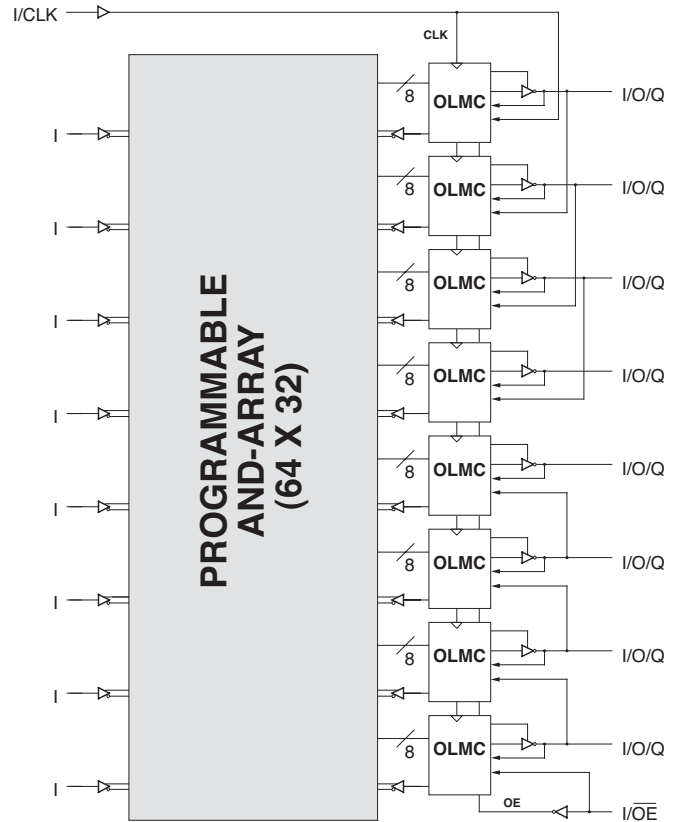 I/CLK
CLK
8
OLMC
I/O/Q
I
8
OLMC
I/O/Q
I
8
OLMC
I/O/Q
I
8
OLMC
I/O/Q
I
8
OLMC
I/O/Q
I
8
OLMC
I/O/Q
I
8
OLMC
I/O/Q
I
8
OLMC
I/O/Q
I
OE
I/O̅E̅
PROGRAMMABLE
AND-ARRAY
(64 X 32)